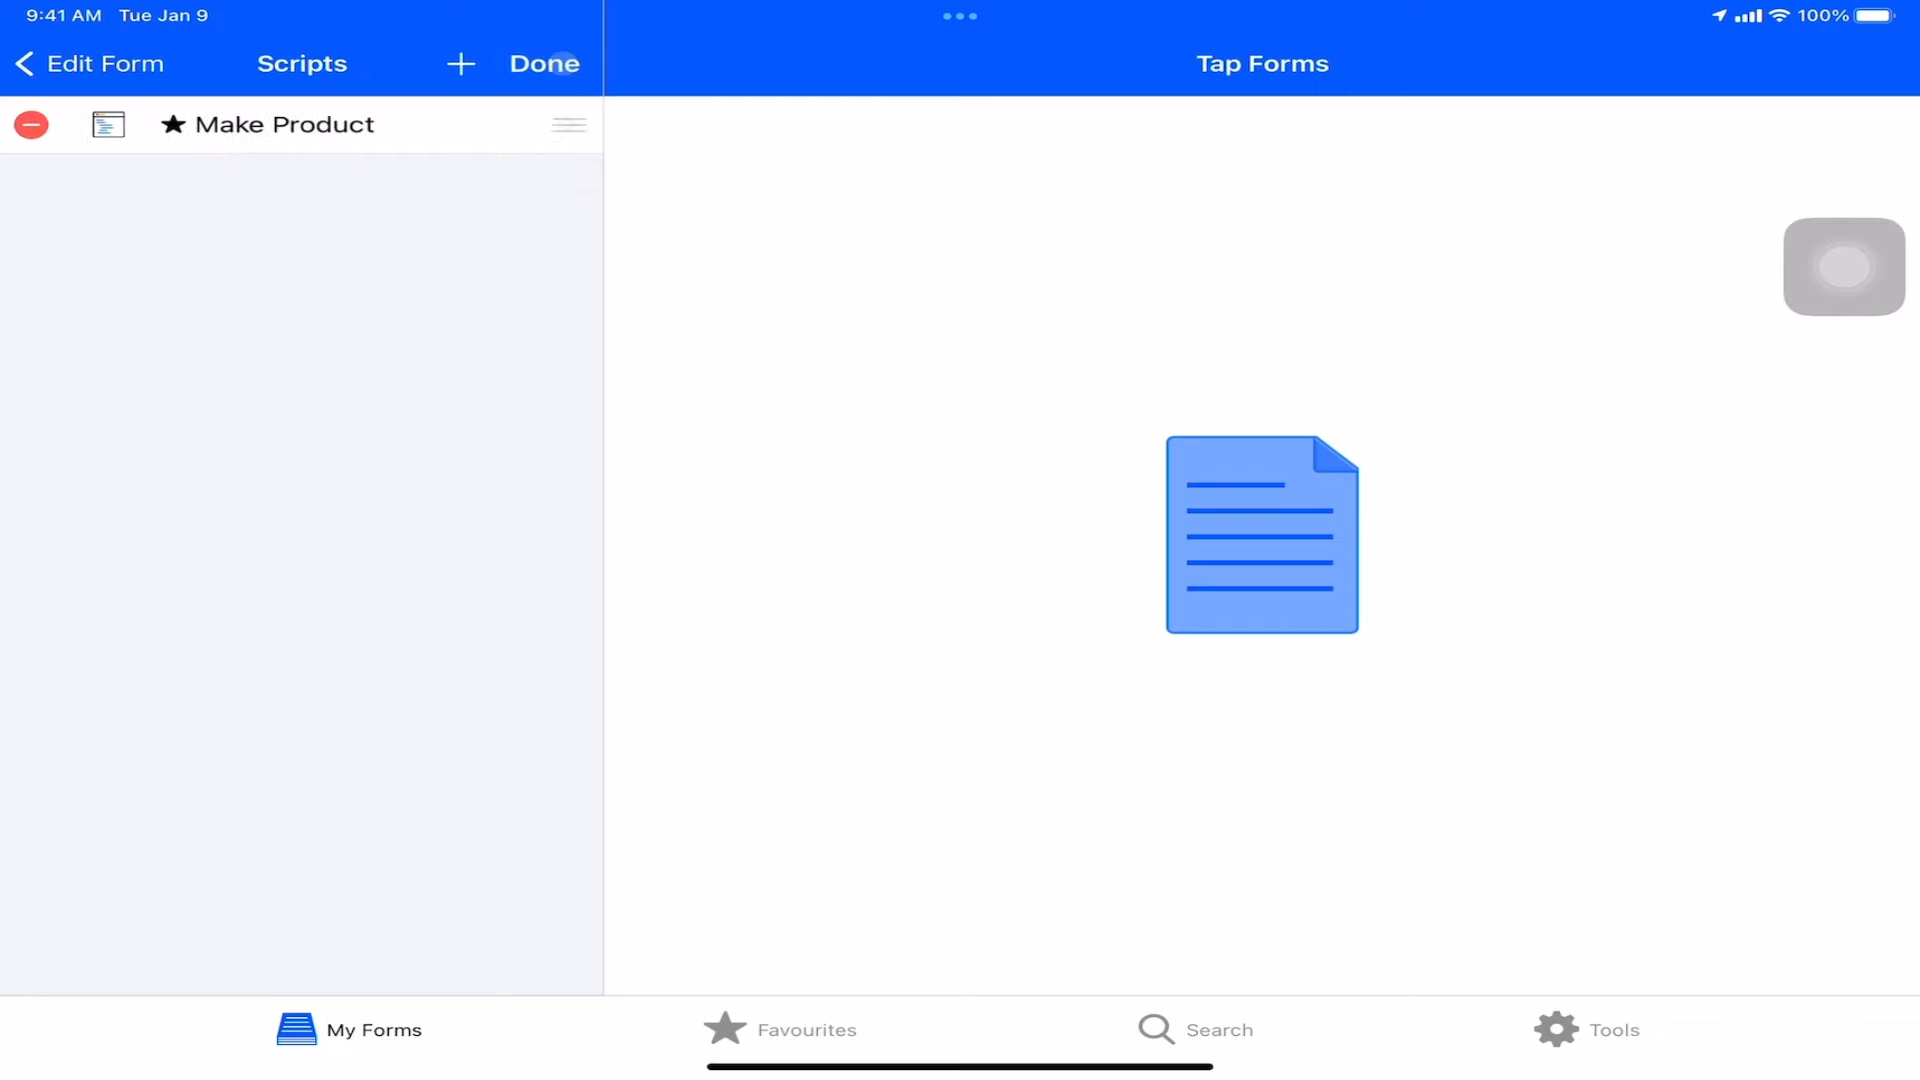 9:41 AM Tue Jan 9
100%
Edit Form
Scripts
Done
Tap Forms
★ Make Product
My Forms
Favourites
Search
Tools